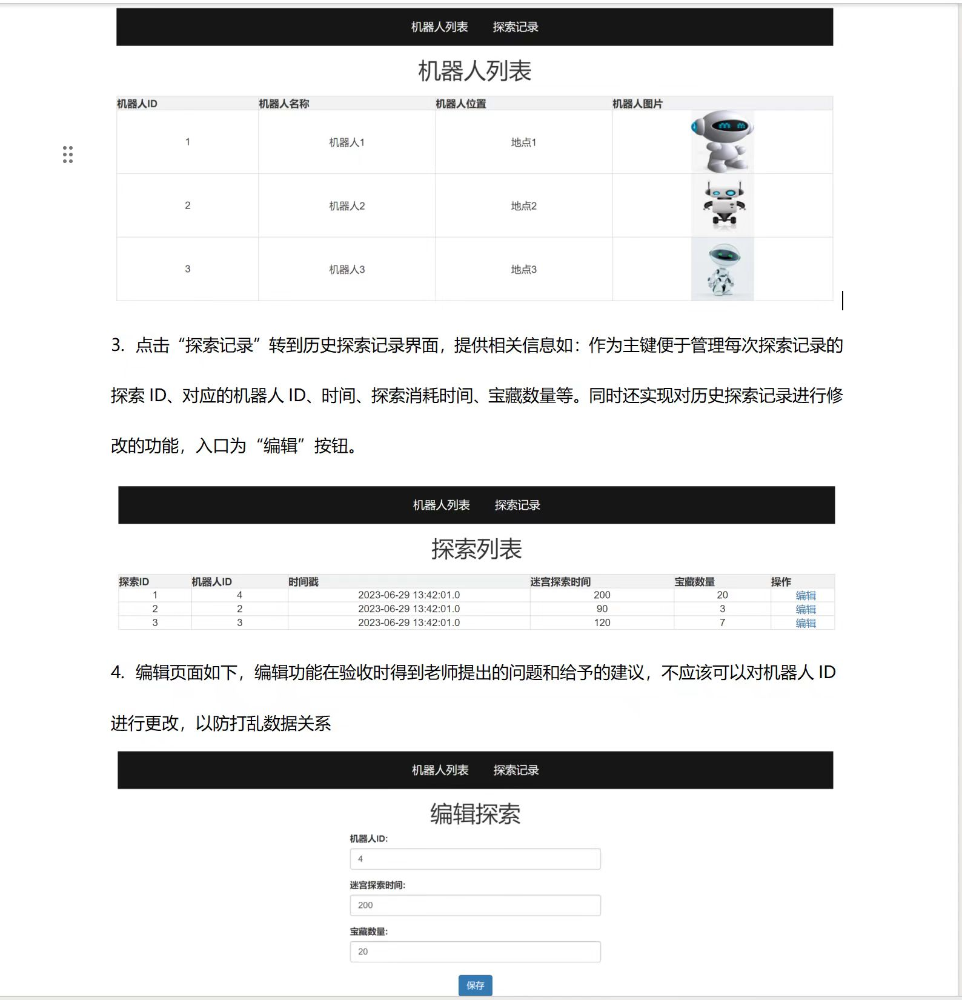 机器人列表 探索记录
机器人列表
机器人ID 机器人名称 机器人位置 机器人图片
1 机器人1 地点1
2 机器人2 地点2
3 机器人3 地点3
3. 点击“探索记录”转到历史探索记录界面，提供相关信息如：作为主键便于管理每次探索记录的
探索 ID、对应的机器人 ID、时间、探索消耗时间、宝藏数量等。同时还实现对历史探索记录进行修
改的功能，入口为“编辑”按钮。
机器人列表 探索记录
探索列表
探索ID 机器人ID 时间戳 迷宫探索时间 宝藏数量 操作
1 4 2023-06-29 13:42:01.0 200 20 编辑
2 2 2023-06-29 13:42:01.0 90 3 编辑
3 3 2023-06-29 13:42:01.0 120 7 编辑
4. 编辑页面如下，编辑功能在验收时得到老师提出的问题和给予的建议，不应该可以对机器人 ID
进行更改，以防打乱数据关系
机器人列表 探索记录
编辑探索
机器人ID:
4
迷宫探索时间:
200
宝藏数量:
20
保存